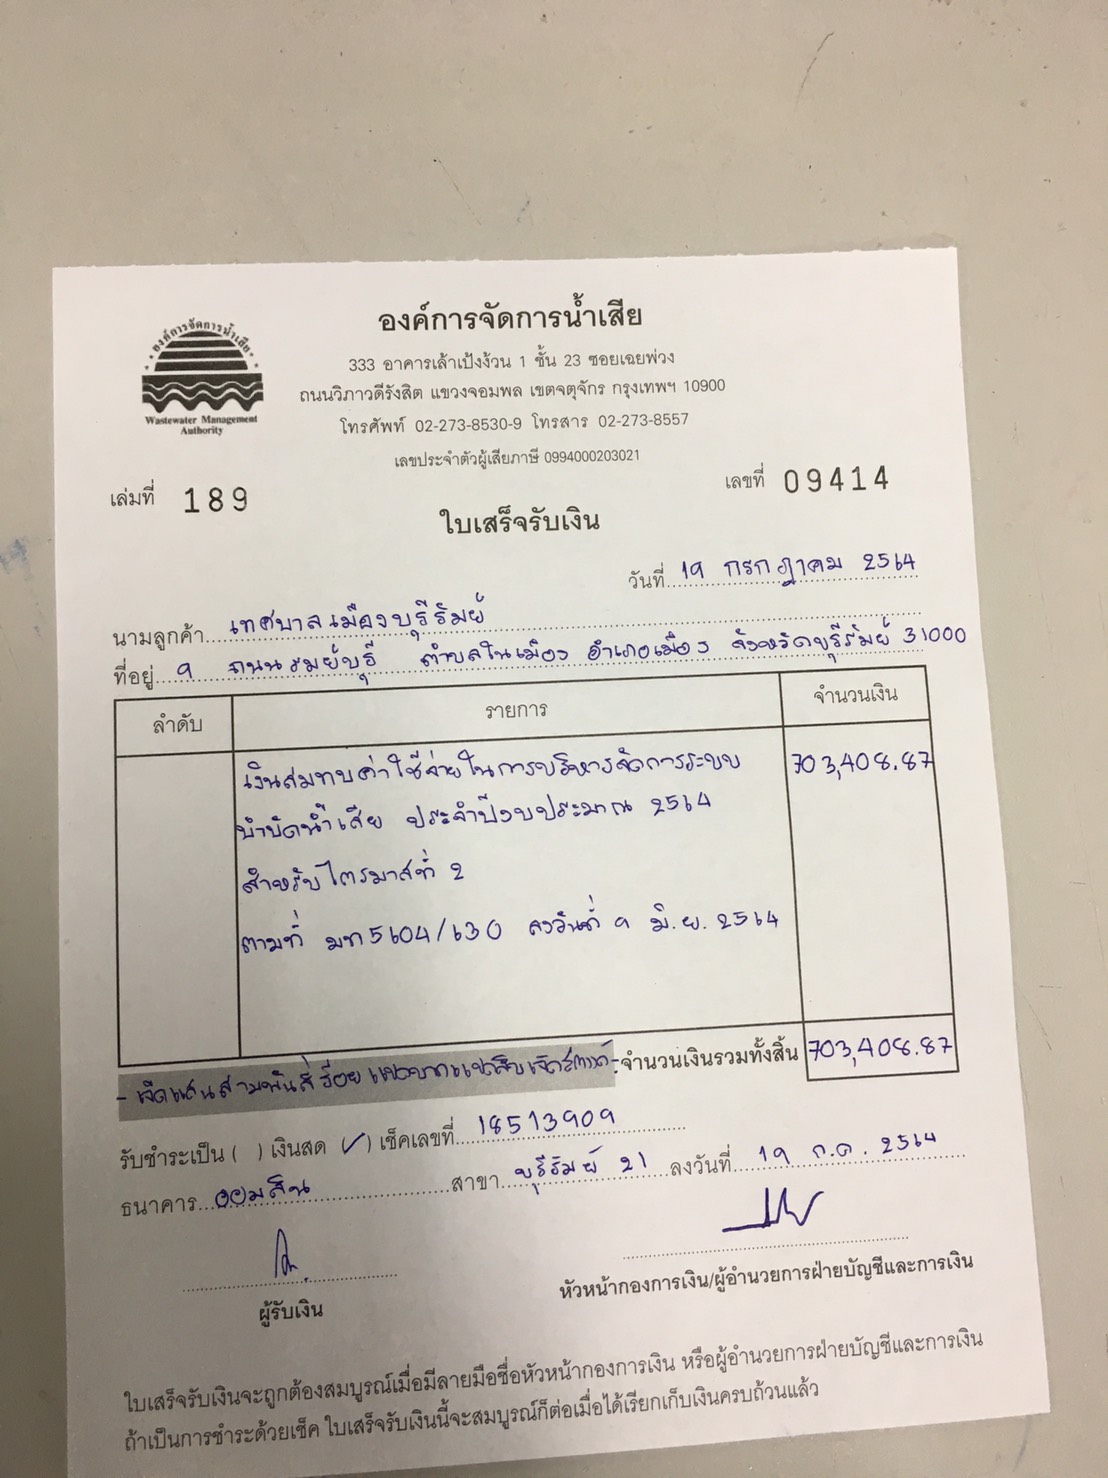 องค์การจัดการน้ำเสีย
333 อาคารเล้าเป้งง้วน 1 ชั้น 23 ซอยเฉยพ่วง
ถนนวิภาวดีรังสิต แขวงจอมพล เขตจตุจักร กรุงเทพฯ 10900
โทรศัพท์ 02-273-8530-9 โทรสาร 02-273-8557
เลขประจำตัวผู้เสียภาษี 0994000203021
องค์การจัดการน้ำเสีย
Wastewater Management
Authority
เล่มที่ 189
เลขที่ 09414
ใบเสร็จรับเงิน
วันที่ 19 กรกฎาคม 2564
นามลูกค้า เทศบาลเมืองบุรีรัมย์
ที่อยู่ 9 ถนนรมย์บุรี ตำบลในเมือง อำเภอเมือง จังหวัดบุรีรัมย์ 31000
ลำดับ รายการ จำนวนเงิน
เงินสมทบค่าใช้จ่ายในการบริหารจัดการระบบ 703,408.87
บำบัดน้ำเสีย ประจำปีงบประมาณ 2564
สำหรับไตรมาสที่ 2
ตามที่ มท5604/630 ลงวันที่ 9 มิ.ย. 2564
- เจ็ดแสนสามพันสี่ร้อยแปดบาทแปดสิบเจ็ดสตางค์ - จำนวนเงินรวมทั้งสิ้น 703,408.87
รับชำระเป็น ( ) เงินสด (✓) เช็คเลขที่ 18513909
ธนาคาร ออมสิน สาขา บุรีรัมย์ 21 ลงวันที่ 19 ก.ค. 2564
ผู้รับเงิน
หัวหน้ากองการเงิน/ผู้อำนวยการฝ่ายบัญชีและการเงิน
ใบเสร็จรับเงินจะถูกต้องสมบูรณ์เมื่อมีลายมือชื่อหัวหน้ากองการเงิน หรือผู้อำนวยการฝ่ายบัญชีและการเงิน
ถ้าเป็นการชำระด้วยเช็ค ใบเสร็จรับเงินนี้จะสมบูรณ์ก็ต่อเมื่อได้เรียกเก็บเงินครบถ้วนแล้ว